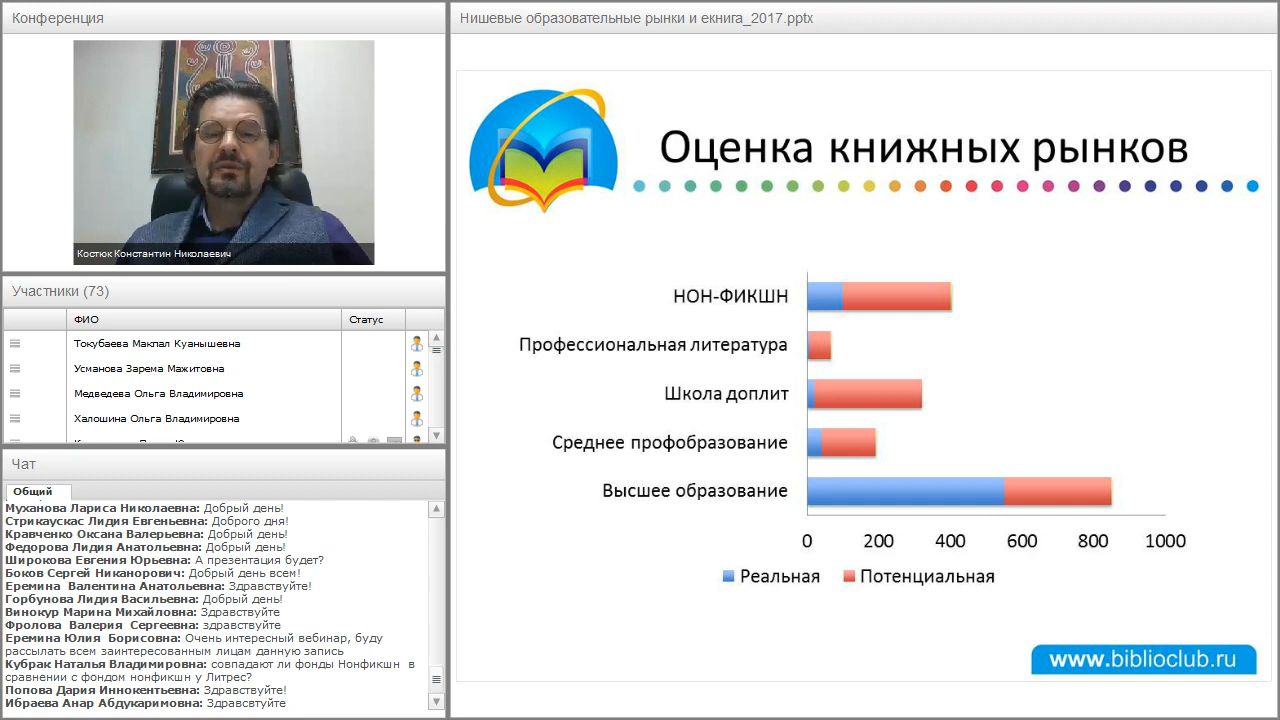 Конференция
Костюк Константин Николаевич
Участники (73)
ФИО
Статус
Токубаева Макпал Куанышевна
Усманова Зарема Мажитовна
Медведева Ольга Владимировна
Халошина Ольга Владимировна
Чат
Общий
Муханова Лариса Николаевна: Добрый день!
Стрикаускас Лидия Евгеньевна: Доброго дня!
Кравченко Оксана Валерьевна: Добрый день!
Федорова Лидия Анатольевна: Добрый день!
Широкова Евгения Юрьевна: А презентация будет?
Боков Сергей Никанорович: Добрый день всем!
Еремина Валентина Анатольевна: Здравствуйте!
Горбунова Лидия Васильевна: Добрый день!
Винокур Марина Михайловна: Здравствуйте
Фролова Валерия Сергеевна: здравствуйте
Еремина Юлия Борисовна: Очень интересный вебинар, буду
рассылать всем заинтересованным лицам данную запись
Кубрак Наталья Владимировна: совпадают ли фонды Нонфикшн в
сравнении с фондом нонфикшн у Литрес?
Попова Дария Иннокентьевна: Здравствуйте!
Ибраева Анар Абдукаримовна: Здравсвтуйте
Нишевые образовательные рынки и екнига_2017.pptx
Оценка книжных рынков
НОН-ФИКШН
Профессиональная литература
Школа доплит
Среднее профобразование
Высшее образование
0 200 400 600 800 1000
Реальная Потенциальная
www.biblioclub.ru